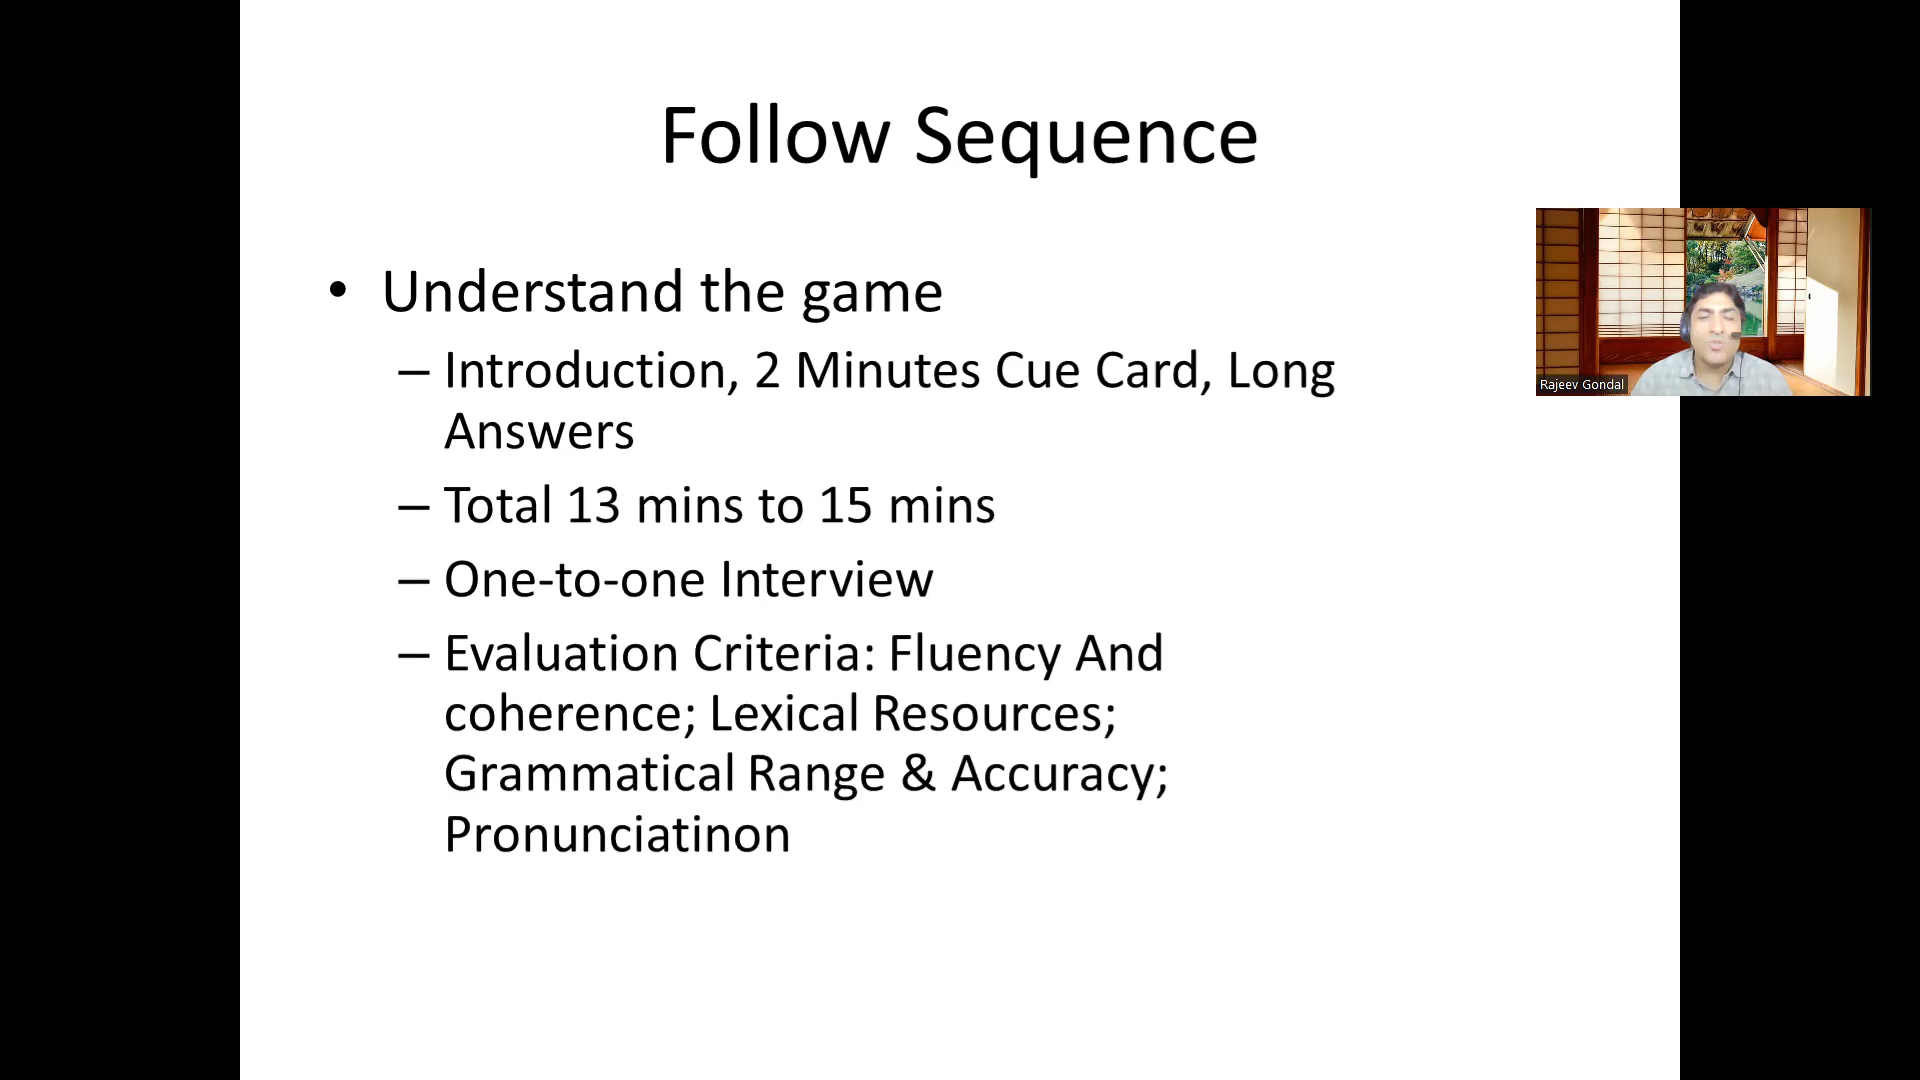 Follow Sequence
• Understand the game
– Introduction, 2 Minutes Cue Card, Long
Answers
– Total 13 mins to 15 mins
– One-to-one Interview
– Evaluation Criteria: Fluency And
coherence; Lexical Resources;
Grammatical Range & Accuracy;
Pronunciatinon
Rajeev Gondal